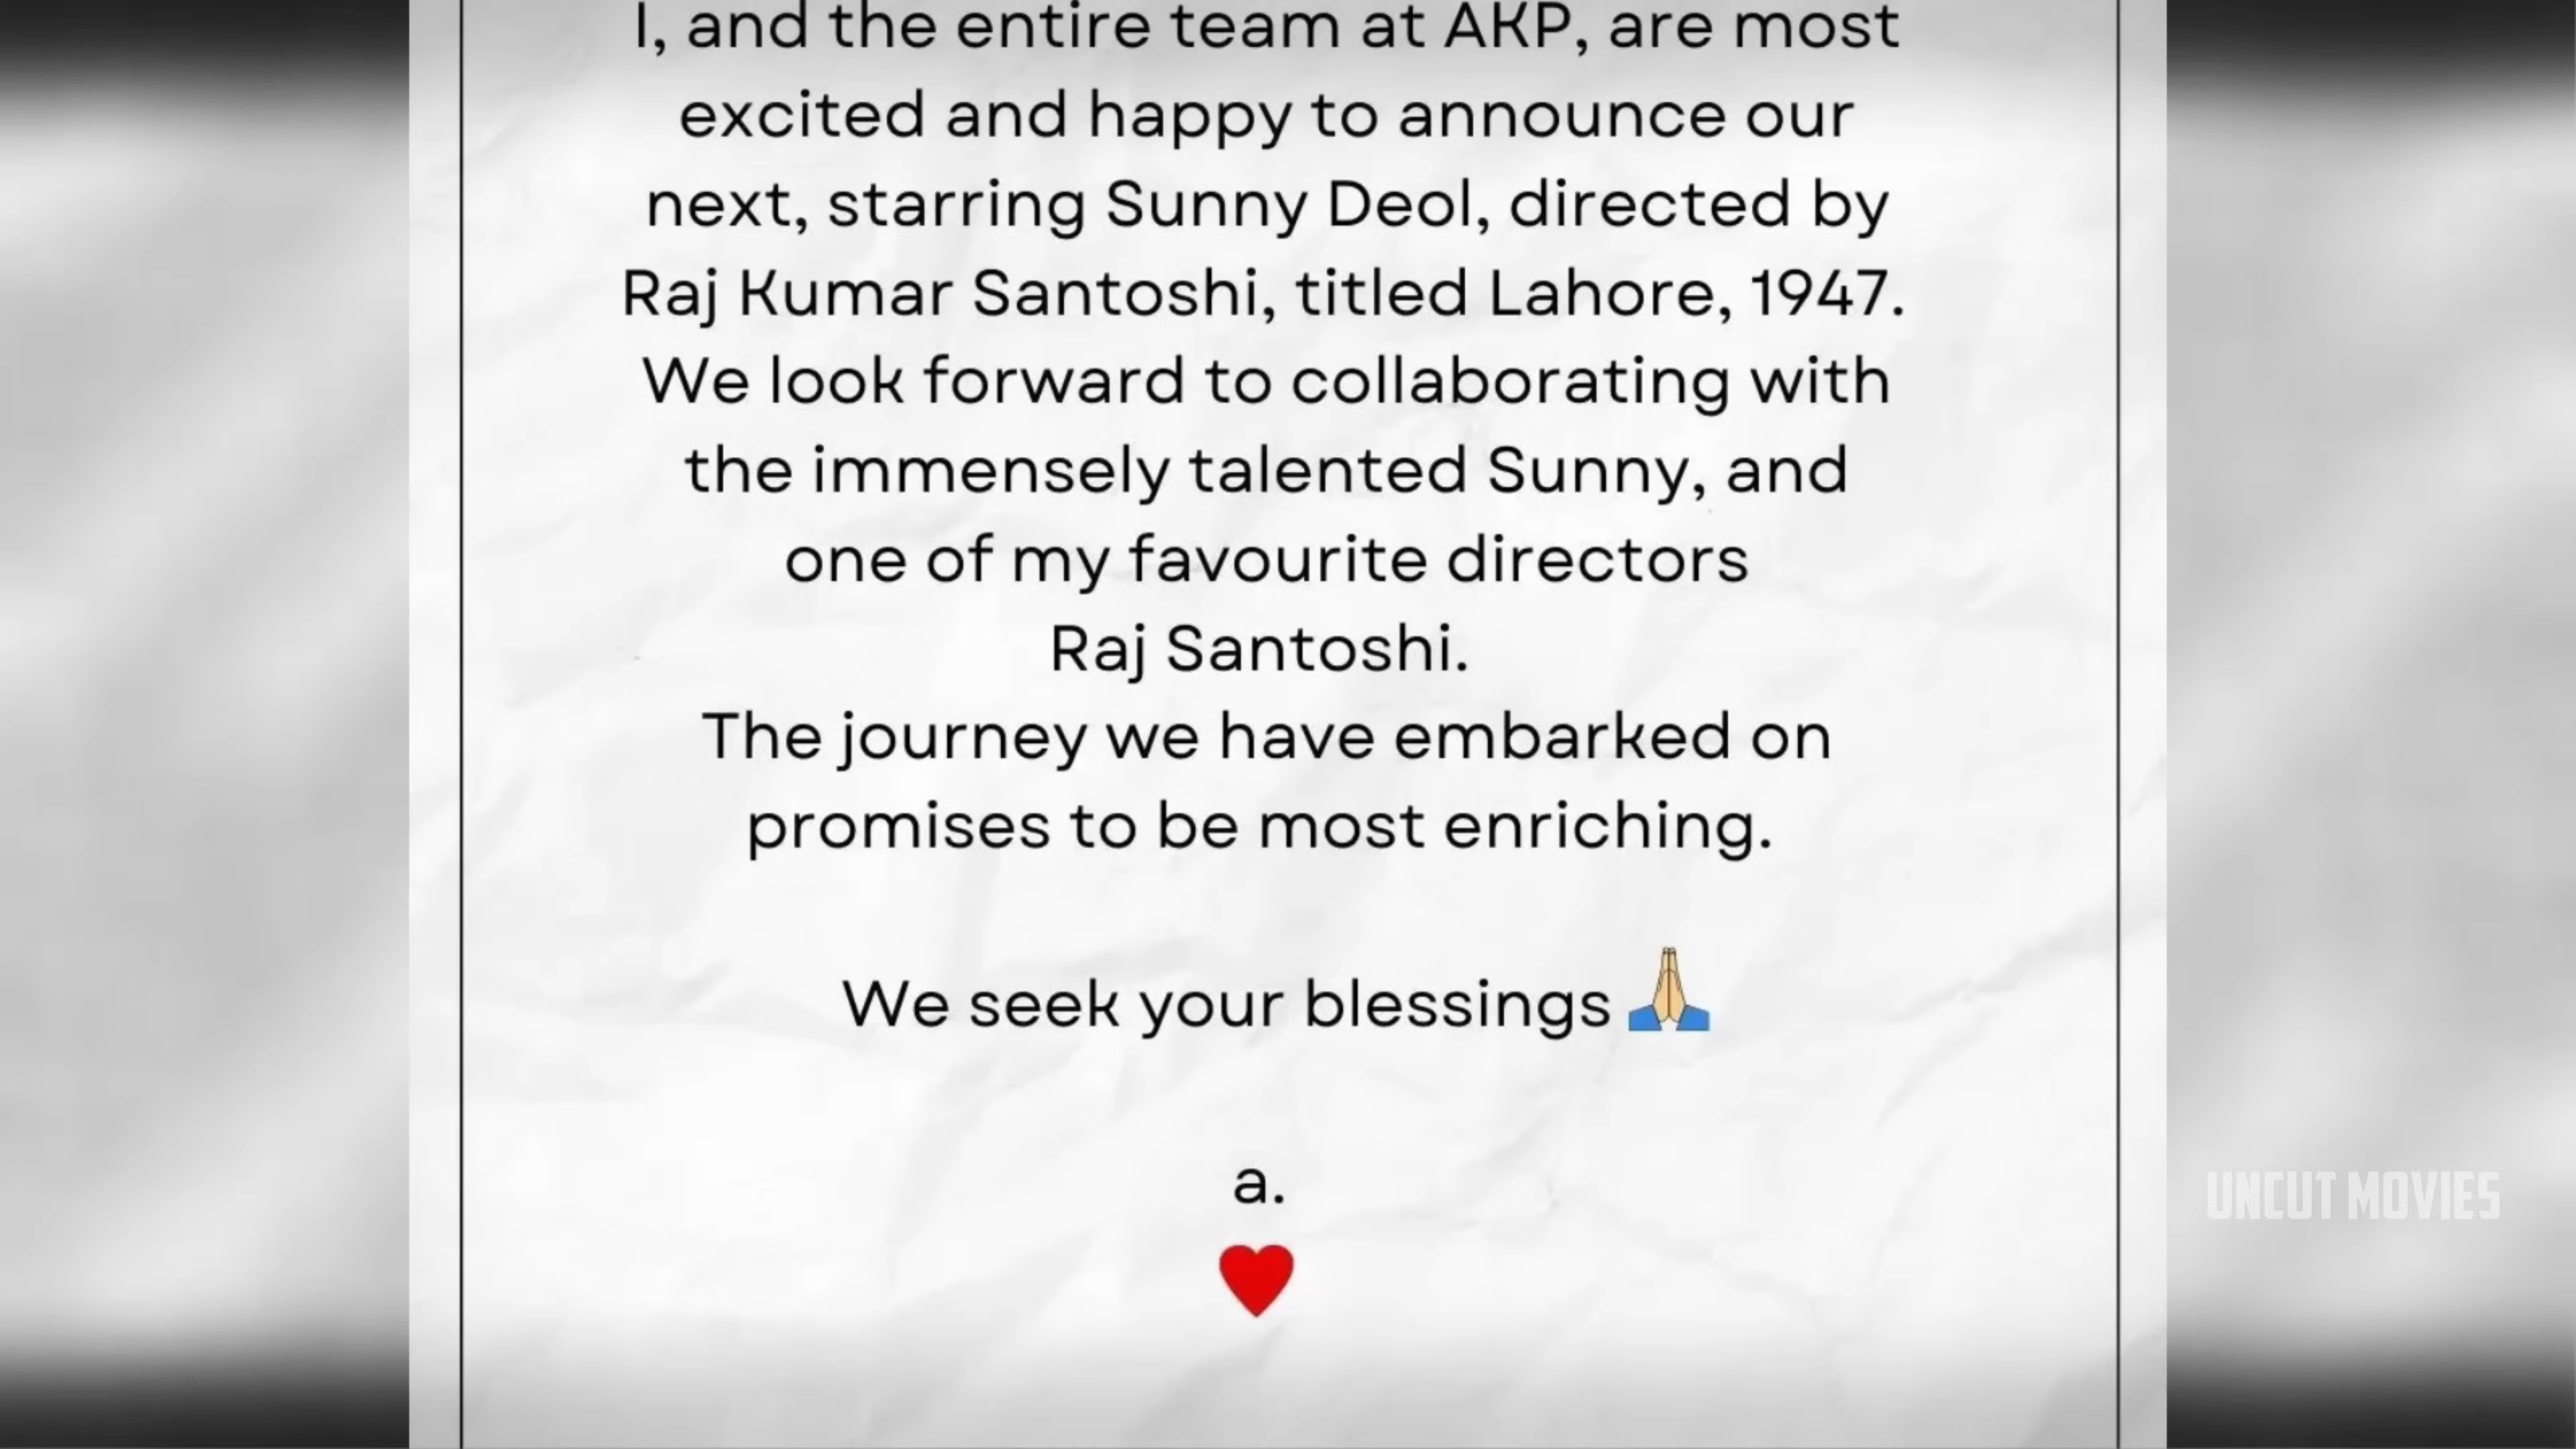 I, and the entire team at AKP, are most
excited and happy to announce our
next, starring Sunny Deol, directed by
Raj Kumar Santoshi, titled Lahore, 1947.
We look forward to collaborating with
the immensely talented Sunny, and
one of my favourite directors
Raj Santoshi.
The journey we have embarked on
promises to be most enriching.
We seek your blessings 🙏
a.
❤️
UNCUT MOVIES